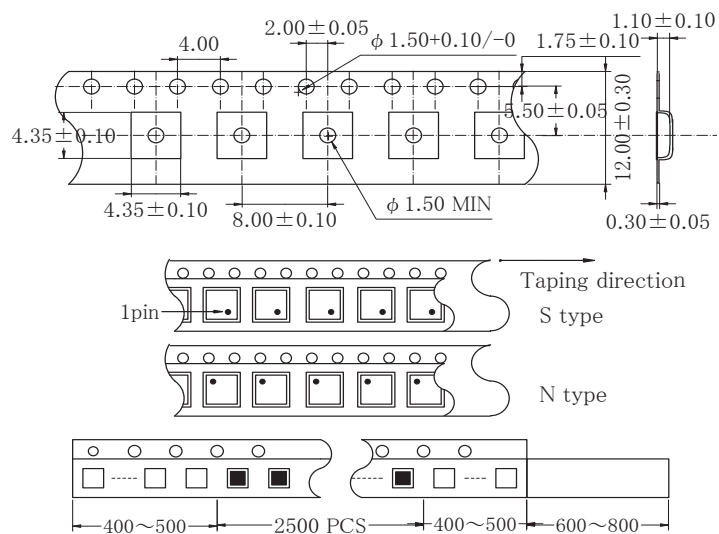 2.00±0.05
4.00
φ1.50+0.10/-0
1.75±0.10
1.10±0.10
4.35±0.10
5.50±0.05
12.00±0.30
4.35±0.10
8.00±0.10
φ1.50 MIN
0.30±0.05
Taping direction
1pin
S type
N type
400～500
2500 PCS
400～500
600～800